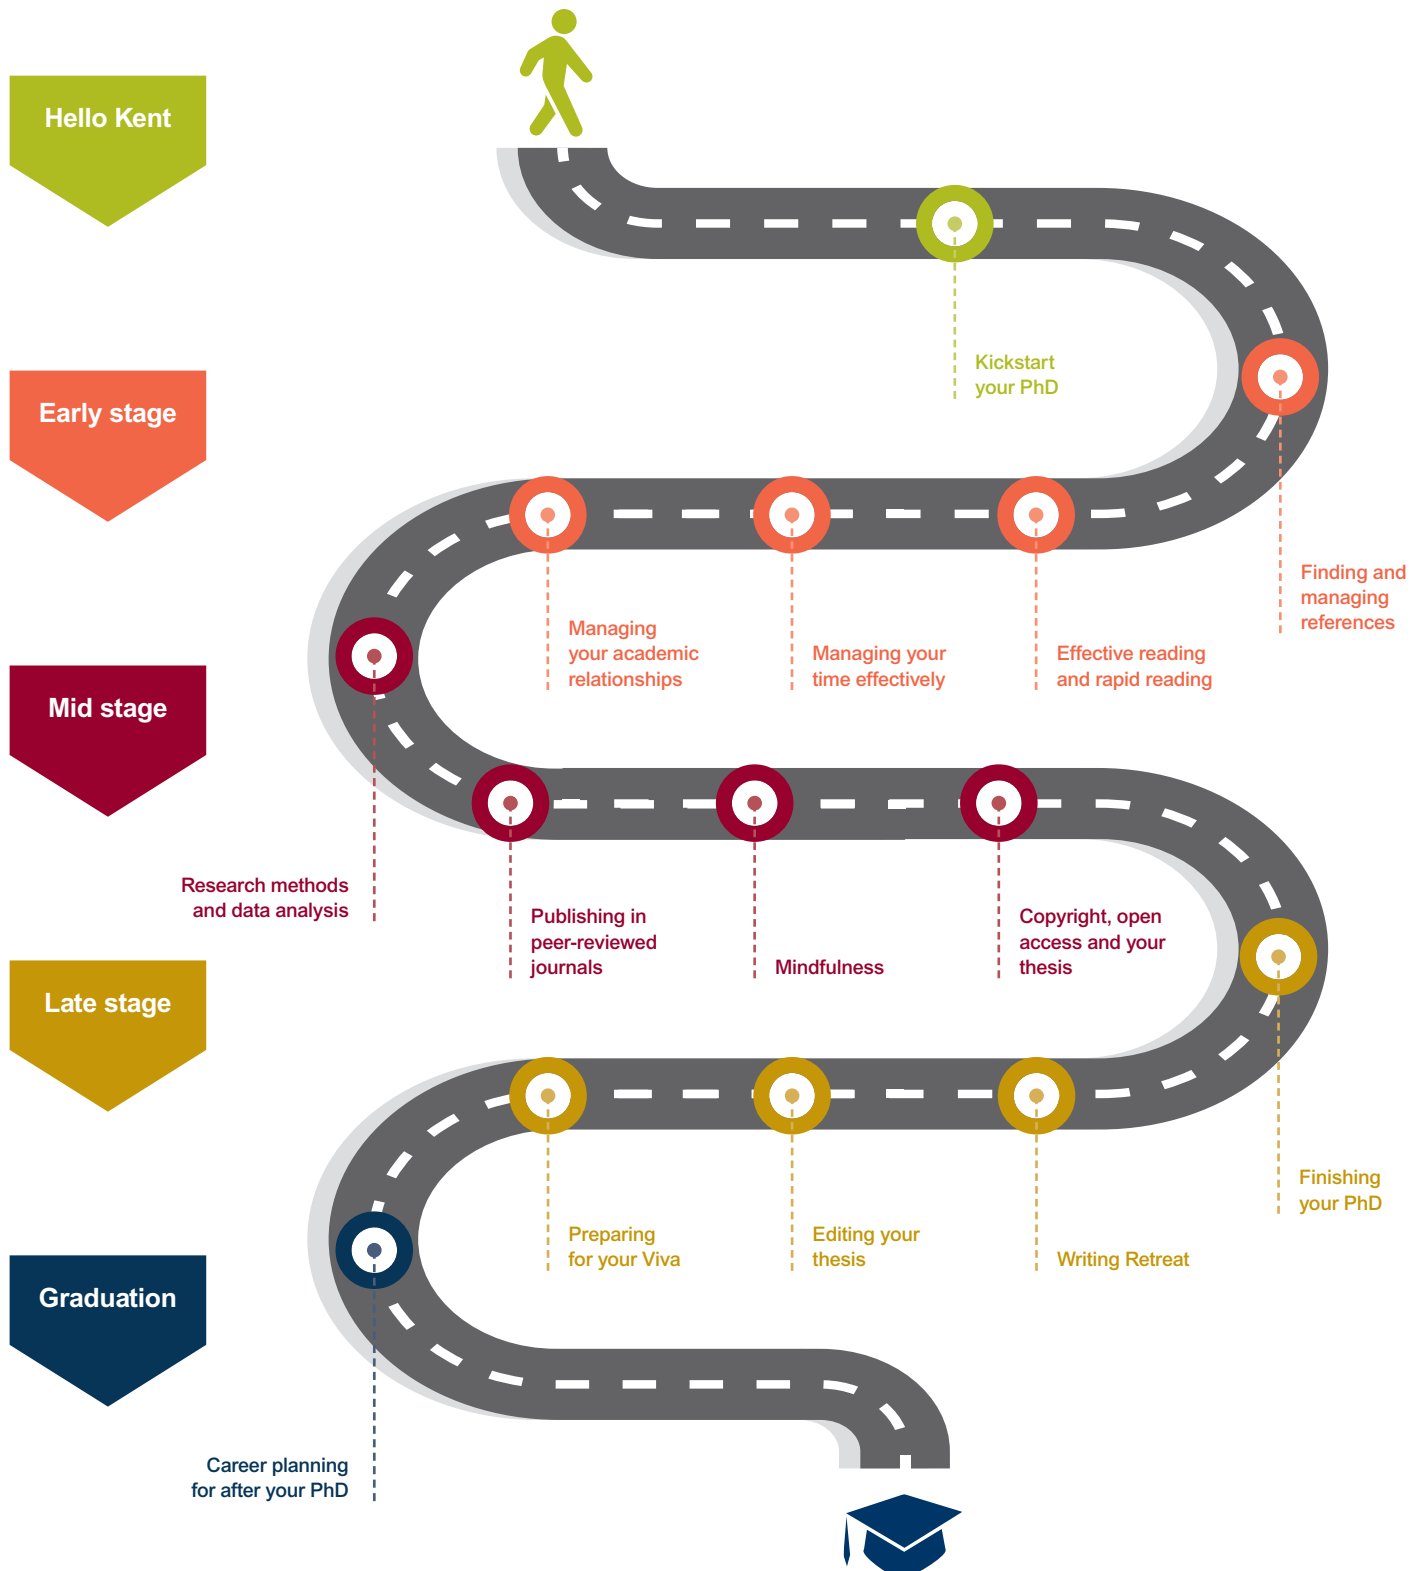 Hello Kent
Kickstart
your PhD
Early stage
Finding and
managing
references
Effective reading
and rapid reading
Managing your
time effectively
Managing
your academic
relationships
Mid stage
Research methods
and data analysis
Publishing in
peer-reviewed
journals
Mindfulness
Copyright, open
access and your
thesis
Late stage
Finishing
your PhD
Writing Retreat
Editing your
thesis
Preparing
for your Viva
Graduation
Career planning
for after your PhD